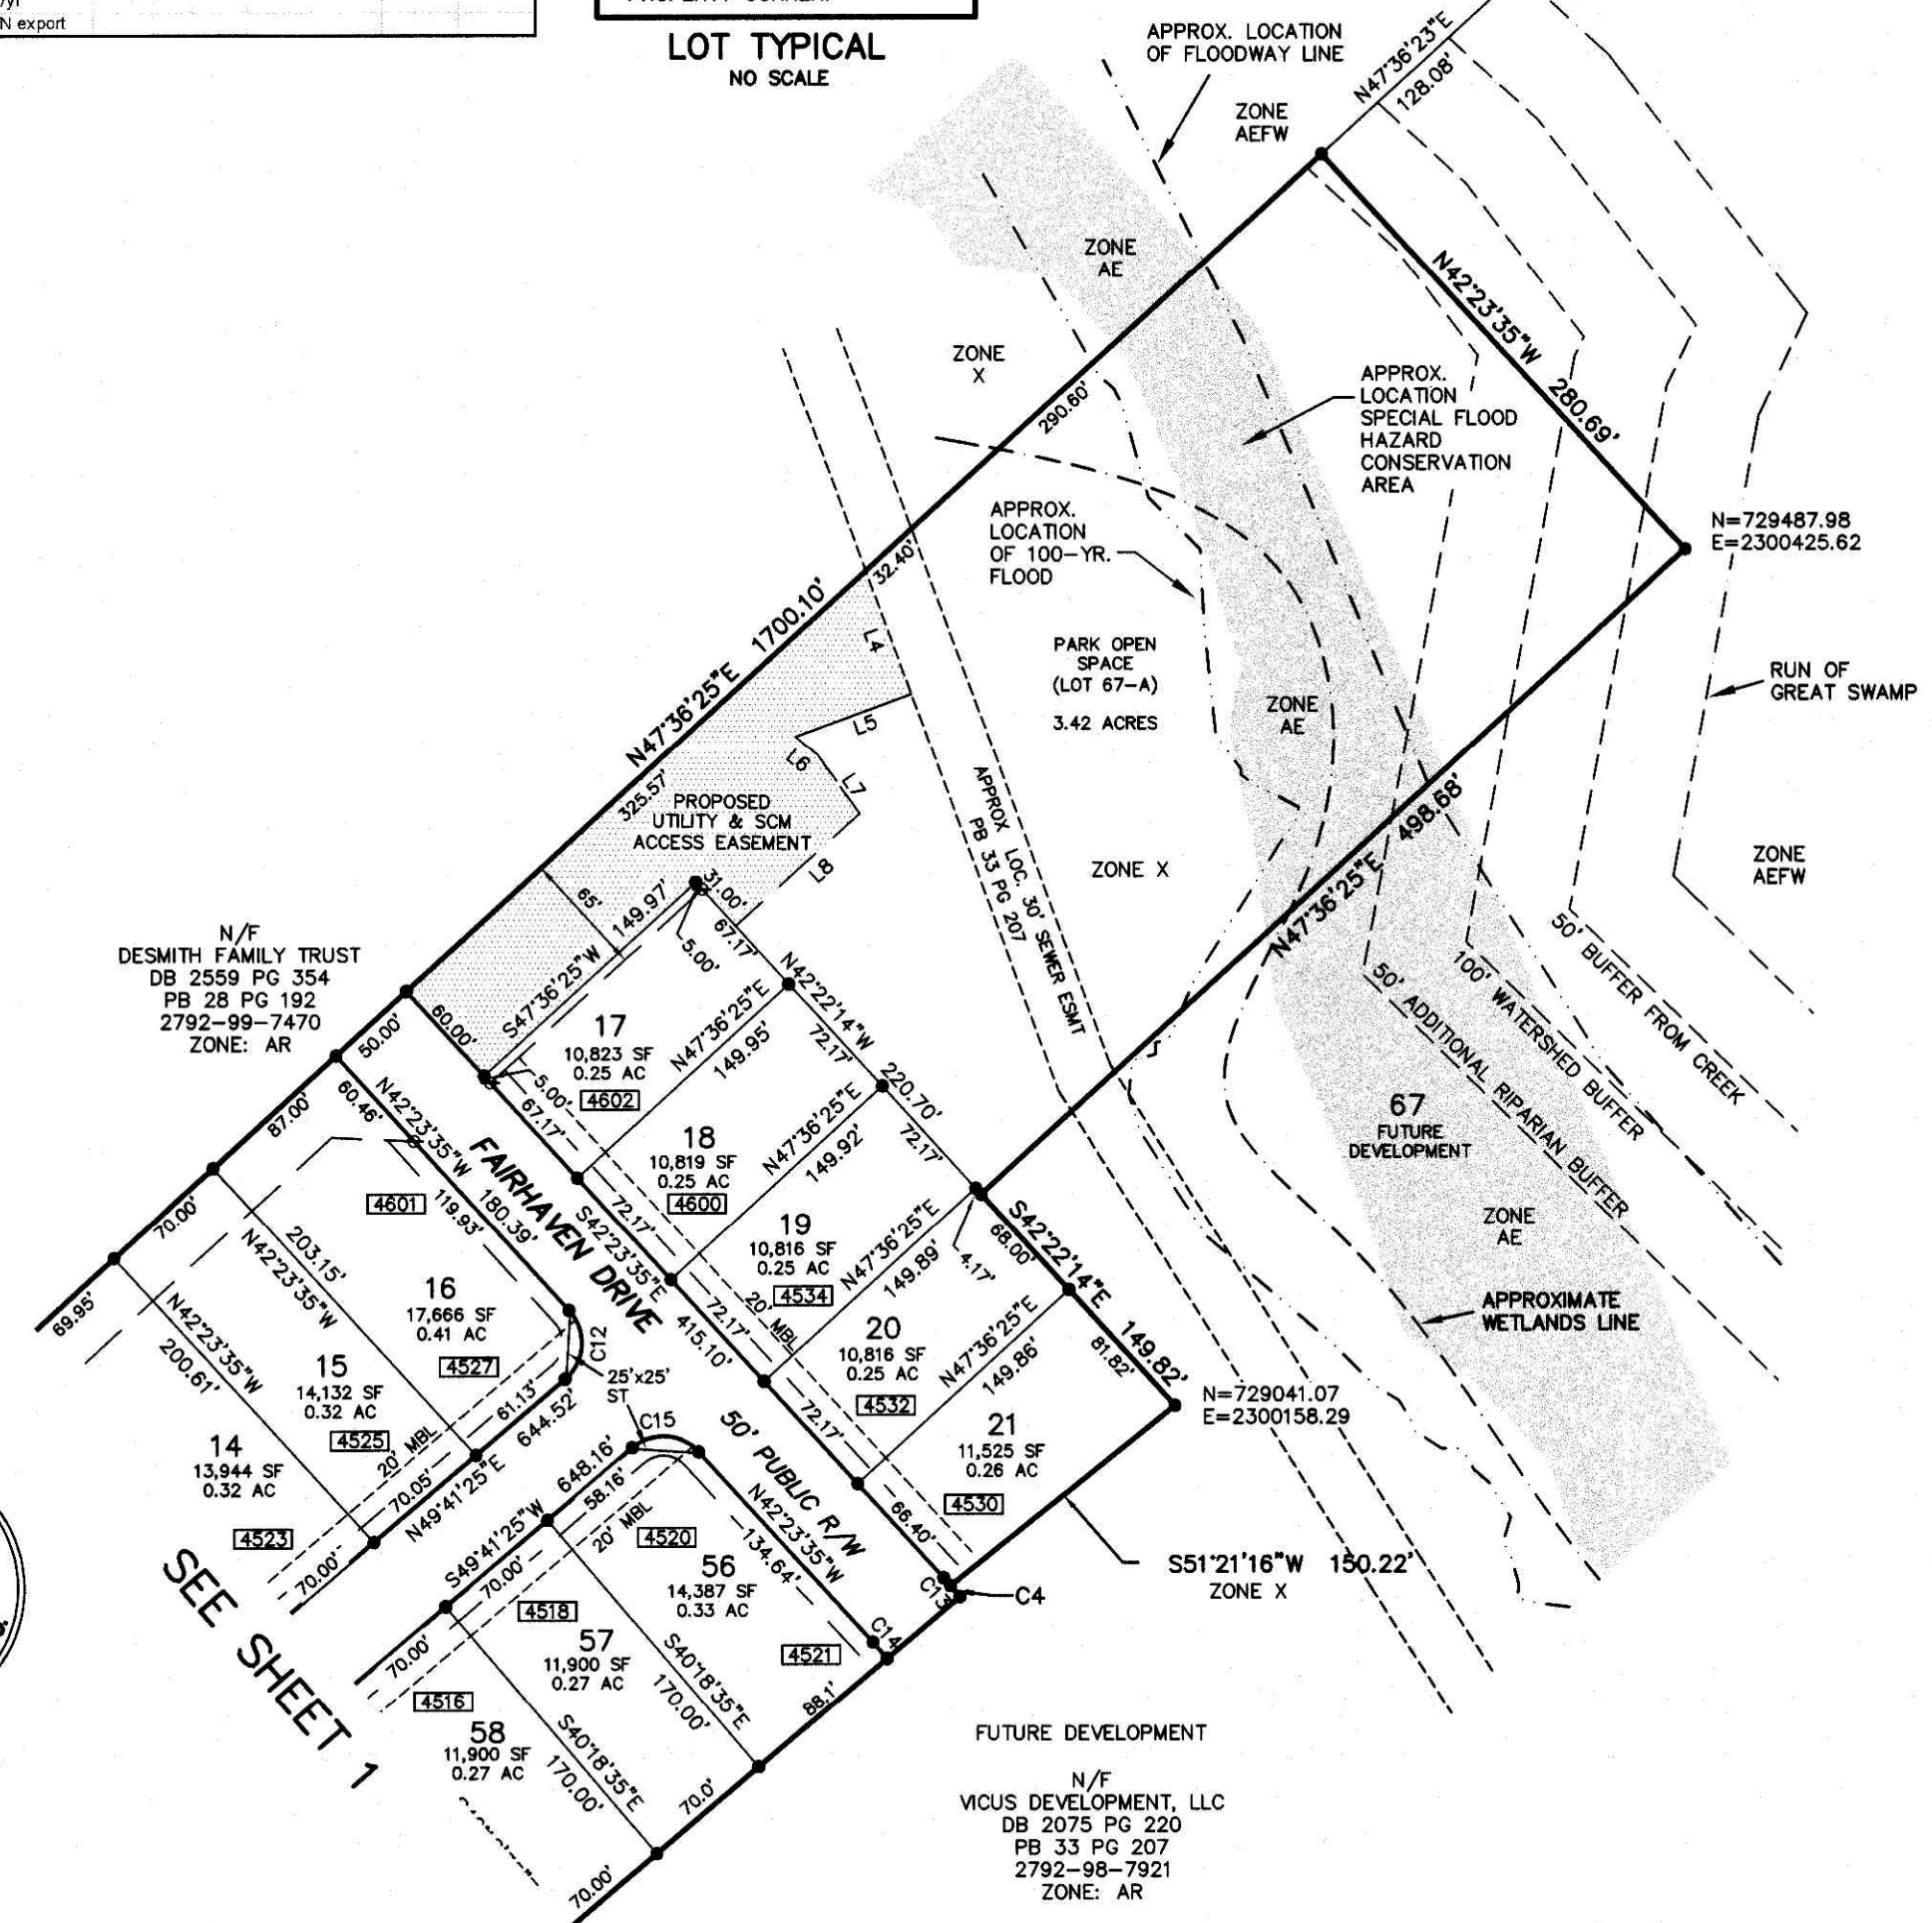 /yr
N export
LOT TYPICAL
NO SCALE
APPROX. LOCATION
OF FLOODWAY LINE
ZONE
AEFW
N47°36'23"E
128.08'
ZONE
AE
ZONE
X
290.60'
N42°23'35"W 280.69'
APPROX.
LOCATION
SPECIAL FLOOD
HAZARD
CONSERVATION
AREA
N=729487.98
E=2300425.62
APPROX.
LOCATION
OF 100-YR.
FLOOD
32.40'
N47°36'25"E 1700.10'
L4
L5
L6
L7
L8
PARK OPEN
SPACE
(LOT 67-A)
3.42 ACRES
ZONE
AE
RUN OF
GREAT SWAMP
325.57'
PROPOSED
UTILITY & SCM
ACCESS EASEMENT
APPROX LOC. 30' SEWER ESMT
PB 33 PG 207
ZONE X
N47°36'25"E 498.68'
ZONE
AEFW
65'
149.97'
31.00'
67.17'
5.00'
S47°36'25"W
N/F
DESMITH FAMILY TRUST
DB 2559 PG 354
PB 28 PG 192
2792-99-7470
ZONE: AR
50.00'
60.00'
87.00'
60.46'
70.00'
69.95'
50' BUFFER FROM CREEK
100' WATERSHED BUFFER
50' ADDITIONAL RIPARIAN BUFFER
17
10,823 SF
0.25 AC
4602
5.00'
67.17'
N47°36'25"E
149.95'
N42°22'14"W
72.17'
220.70'
72.17'
18
10,819 SF
0.25 AC
4600
N47°36'25"E
149.92'
72.17'
67
FUTURE
DEVELOPMENT
N42°23'35"W 180.39'
119.93'
FAIRHAVEN DRIVE
S42°23'35"E
415.10'
4601
19
10,816 SF
0.25 AC
4534
N47°36'25"E
149.89'
4.17'
68.00'
S42°22'14"E 149.82'
81.82'
72.17'
20' MBL
ZONE
AE
APPROXIMATE
WETLANDS LINE
203.15'
N42°23'35"W
16
17,666 SF
0.41 AC
4527
C12
25'x25'
ST
20
10,816 SF
0.25 AC
4532
N47°36'25"E
149.86'
72.17'
N=729041.07
E=2300158.29
N42°23'35"W
200.61'
15
14,132 SF
0.32 AC
4525
61.13'
644.52'
C15
50' PUBLIC R/W
21
11,525 SF
0.26 AC
4530
66.40'
14
13,944 SF
0.32 AC
4523
20' MBL
70.05'
N49°41'25"E
70.00'
648.16'
58.16'
S49°41'25"W
70.00'
20' MBL
4520
N42°23'35"W
134.64'
S51°21'16"W 150.22'
ZONE X
C13
C4
C14
56
14,387 SF
0.33 AC
4521
88.1'
4518
57
11,900 SF
0.27 AC
S40°18'35"E
170.00'
SEE SHEET 1
70.00'
4516
58
11,900 SF
0.27 AC
S40°18'35"E
170.00'
70.0'
70.00'
FUTURE DEVELOPMENT
N/F
VICUS DEVELOPMENT, LLC
DB 2075 PG 220
PB 33 PG 207
2792-98-7921
ZONE: AR